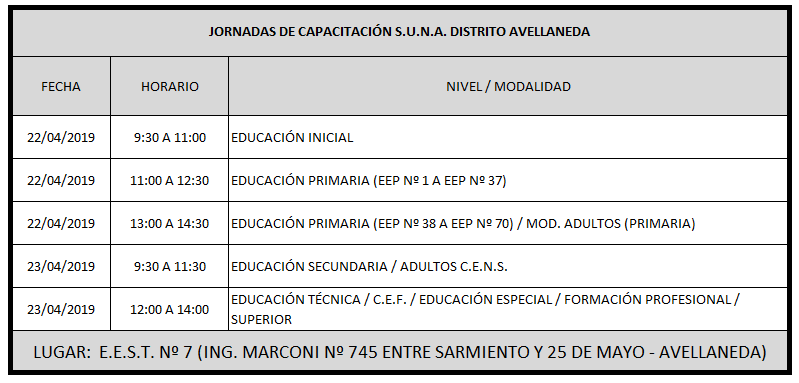 JORNADAS DE CAPACITACIÓN S.U.N.A. DISTRITO AVELLANEDA
FECHA HORARIO NIVEL / MODALIDAD
22/04/2019 9:30 A 11:00 EDUCACIÓN INICIAL
22/04/2019 11:00 A 12:30 EDUCACIÓN PRIMARIA (EEP Nº 1 A EEP Nº 37)
22/04/2019 13:00 A 14:30 EDUCACIÓN PRIMARIA (EEP Nº 38 A EEP Nº 70) / MOD. ADULTOS (PRIMARIA)
23/04/2019 9:30 A 11:30 EDUCACIÓN SECUNDARIA / ADULTOS C.E.N.S.
23/04/2019 12:00 A 14:00 EDUCACIÓN TÉCNICA / C.E.F. / EDUCACIÓN ESPECIAL / FORMACIÓN PROFESIONAL /
SUPERIOR
LUGAR: E.E.S.T. Nº 7 (ING. MARCONI Nº 745 ENTRE SARMIENTO Y 25 DE MAYO - AVELLANEDA)